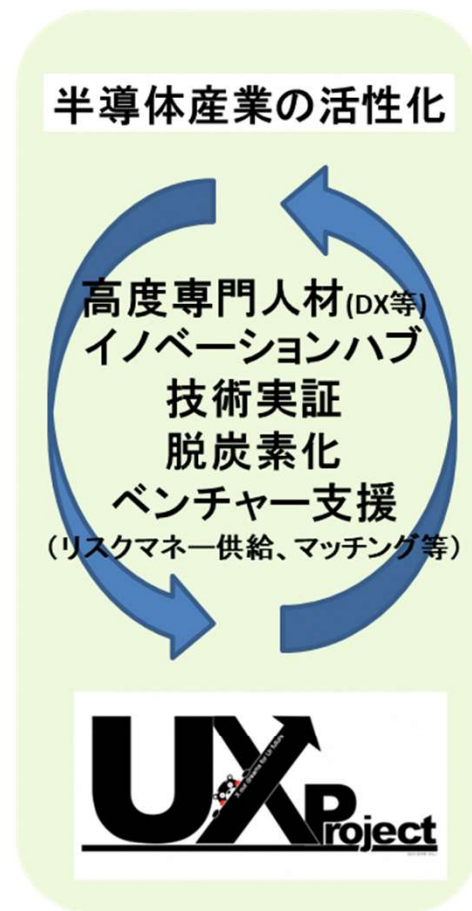 半導体産業の活性化
高度専門人材(DX等)
イノベーションハブ
技術実証
脱炭素化
ベンチャー支援
（リスクマネー供給、マッチング等）
UXProject